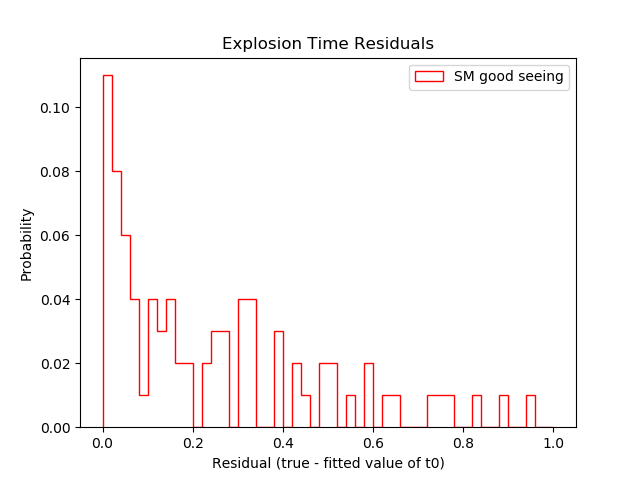 Explosion Time Residuals
SM good seeing
Probability
0.10
0.08
0.06
0.04
0.02
0.00
0.0 0.2 0.4 0.6 0.8 1.0
Residual (true - fitted value of t0)